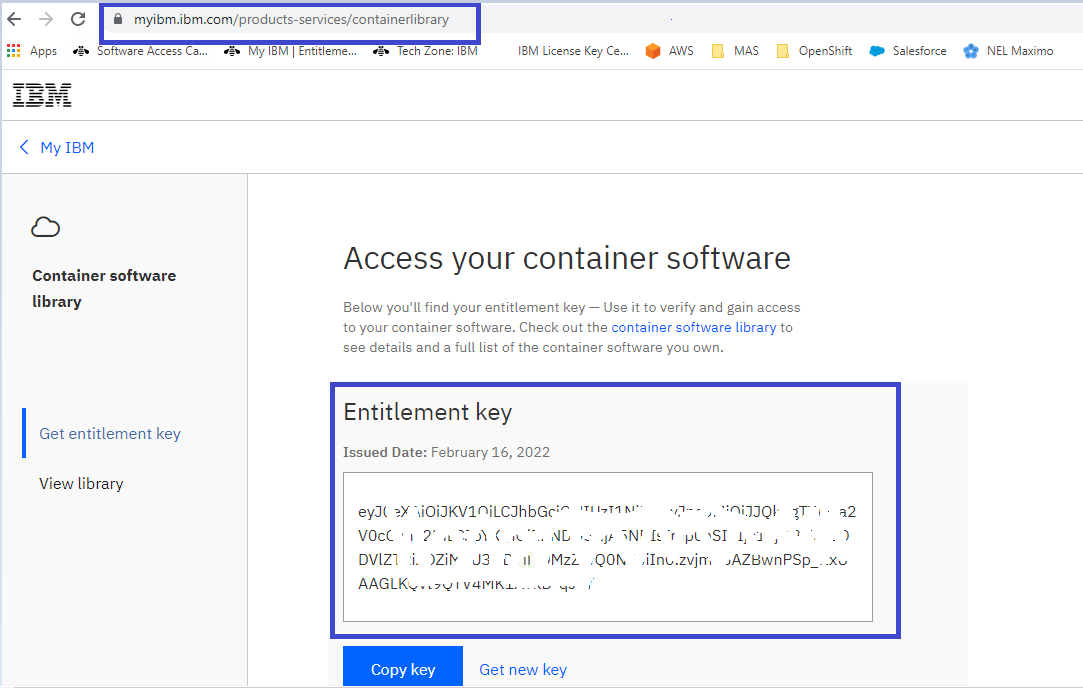 myibm.ibm.com/products-services/containerlibrary
Apps Software Access Ca... My IBM | Entitleme... Tech Zone: IBM IBM License Key Ce... AWS MAS OpenShift Salesforce NEL Maximo
IBM
My IBM
Container software
library
Get entitlement key
View library
Access your container software
Below you'll find your entitlement key — Use it to verify and gain access
to your container software. Check out the container software library to
see details and a full list of the container software you own.
Entitlement key
Issued Date: February 16, 2022
Copy key Get new key